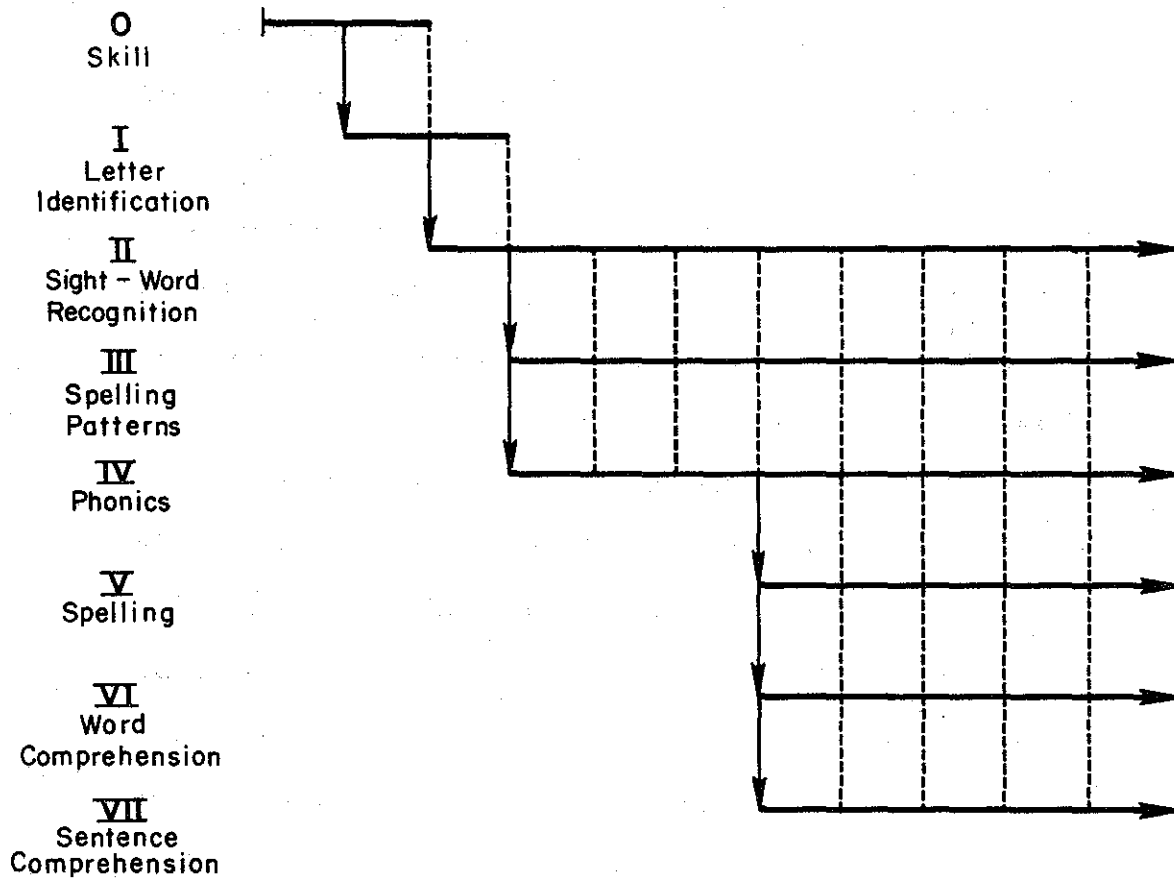 O
Skill
I
Letter
Identification
II
Sight - Word
Recognition
III
Spelling
Patterns
IV
Phonics
V
Spelling
VI
Word
Comprehension
VII
Sentence
Comprehension